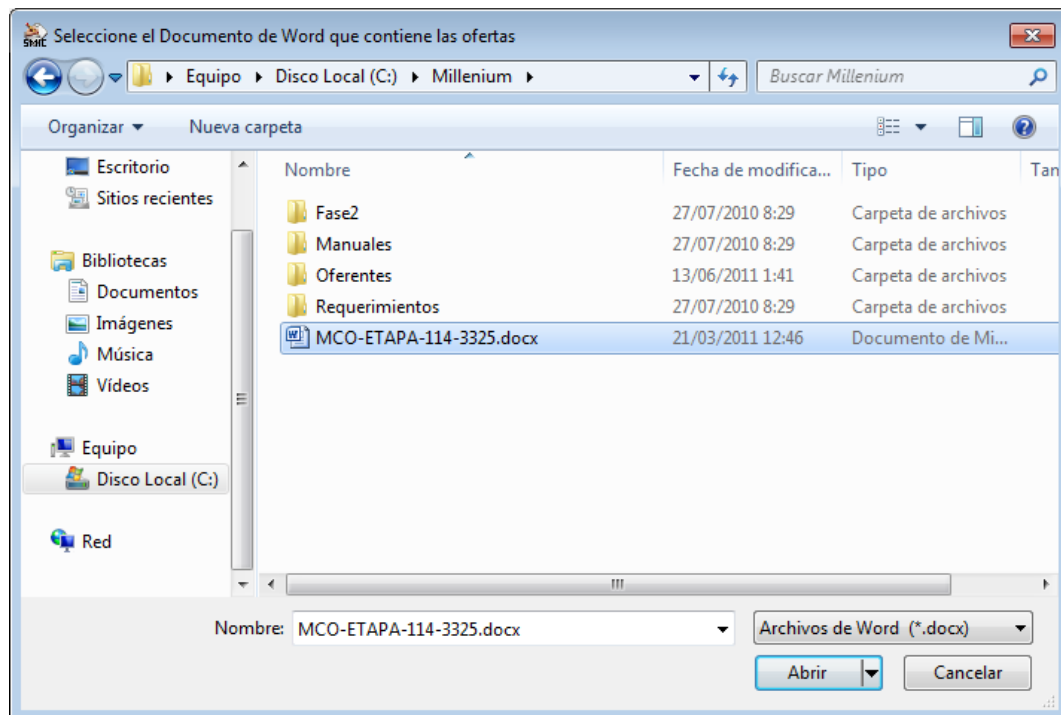 SMIE Seleccione el Documento de Word que contiene las ofertas
Equipo Disco Local (C:) Millenium
Buscar Millenium
Organizar Nueva carpeta
Escritorio
Sitios recientes
Bibliotecas
Documentos
Imágenes
Música
Vídeos
Equipo
Disco Local (C:)
Red
Nombre Fecha de modifica... Tipo Tan
Fase2 27/07/2010 8:29 Carpeta de archivos
Manuales 27/07/2010 8:29 Carpeta de archivos
Oferentes 13/06/2011 1:41 Carpeta de archivos
Requerimientos 27/07/2010 8:29 Carpeta de archivos
MCO-ETAPA-114-3325.docx 21/03/2011 12:46 Documento de Mi...
Nombre: MCO-ETAPA-114-3325.docx Archivos de Word (*.docx)
Abrir Cancelar